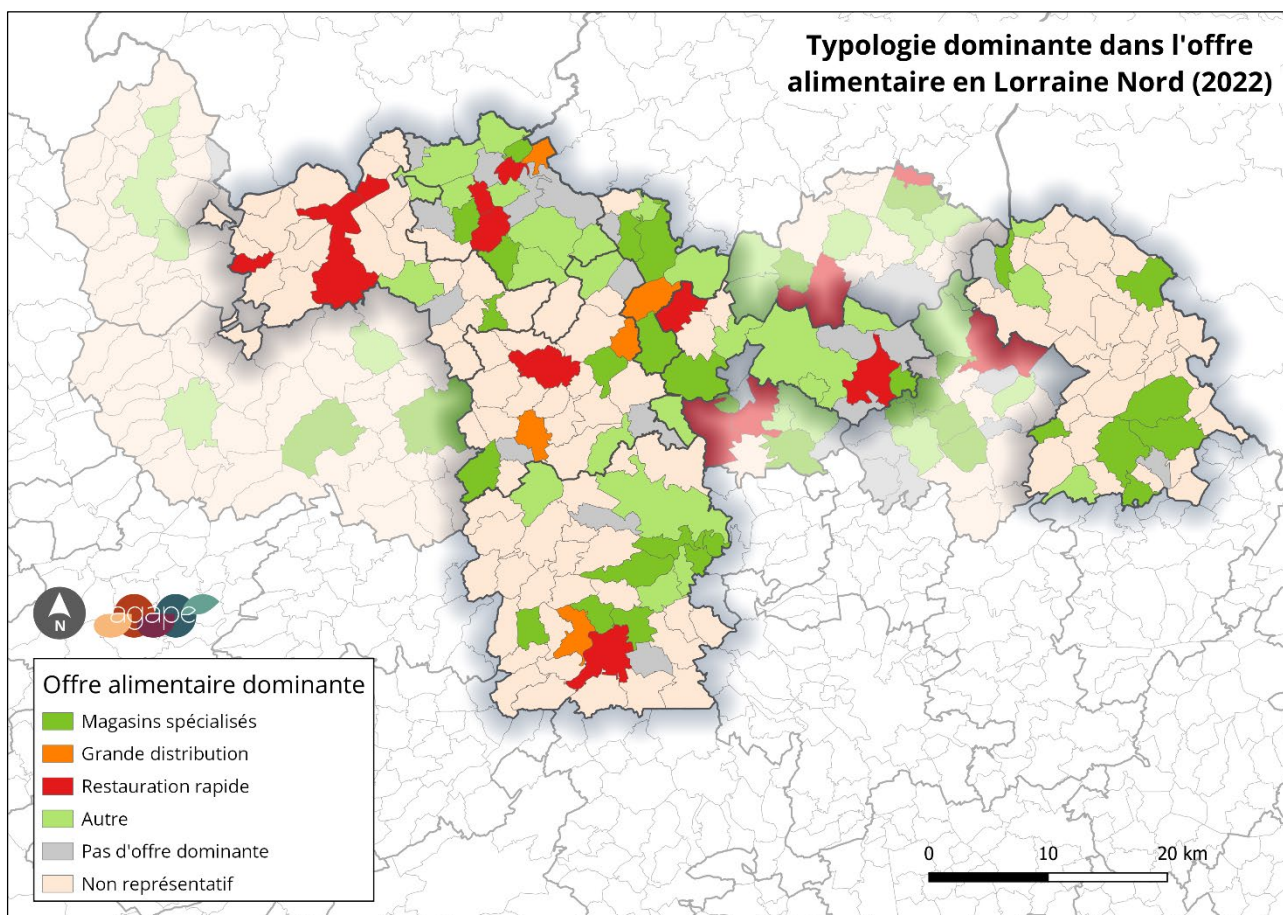 Typologie dominante dans l'offre
alimentaire en Lorraine Nord (2022)
N
agape
Offre alimentaire dominante
Magasins spécialisés
Grande distribution
Restauration rapide
Autre
Pas d'offre dominante
Non représentatif
0 10 20 km